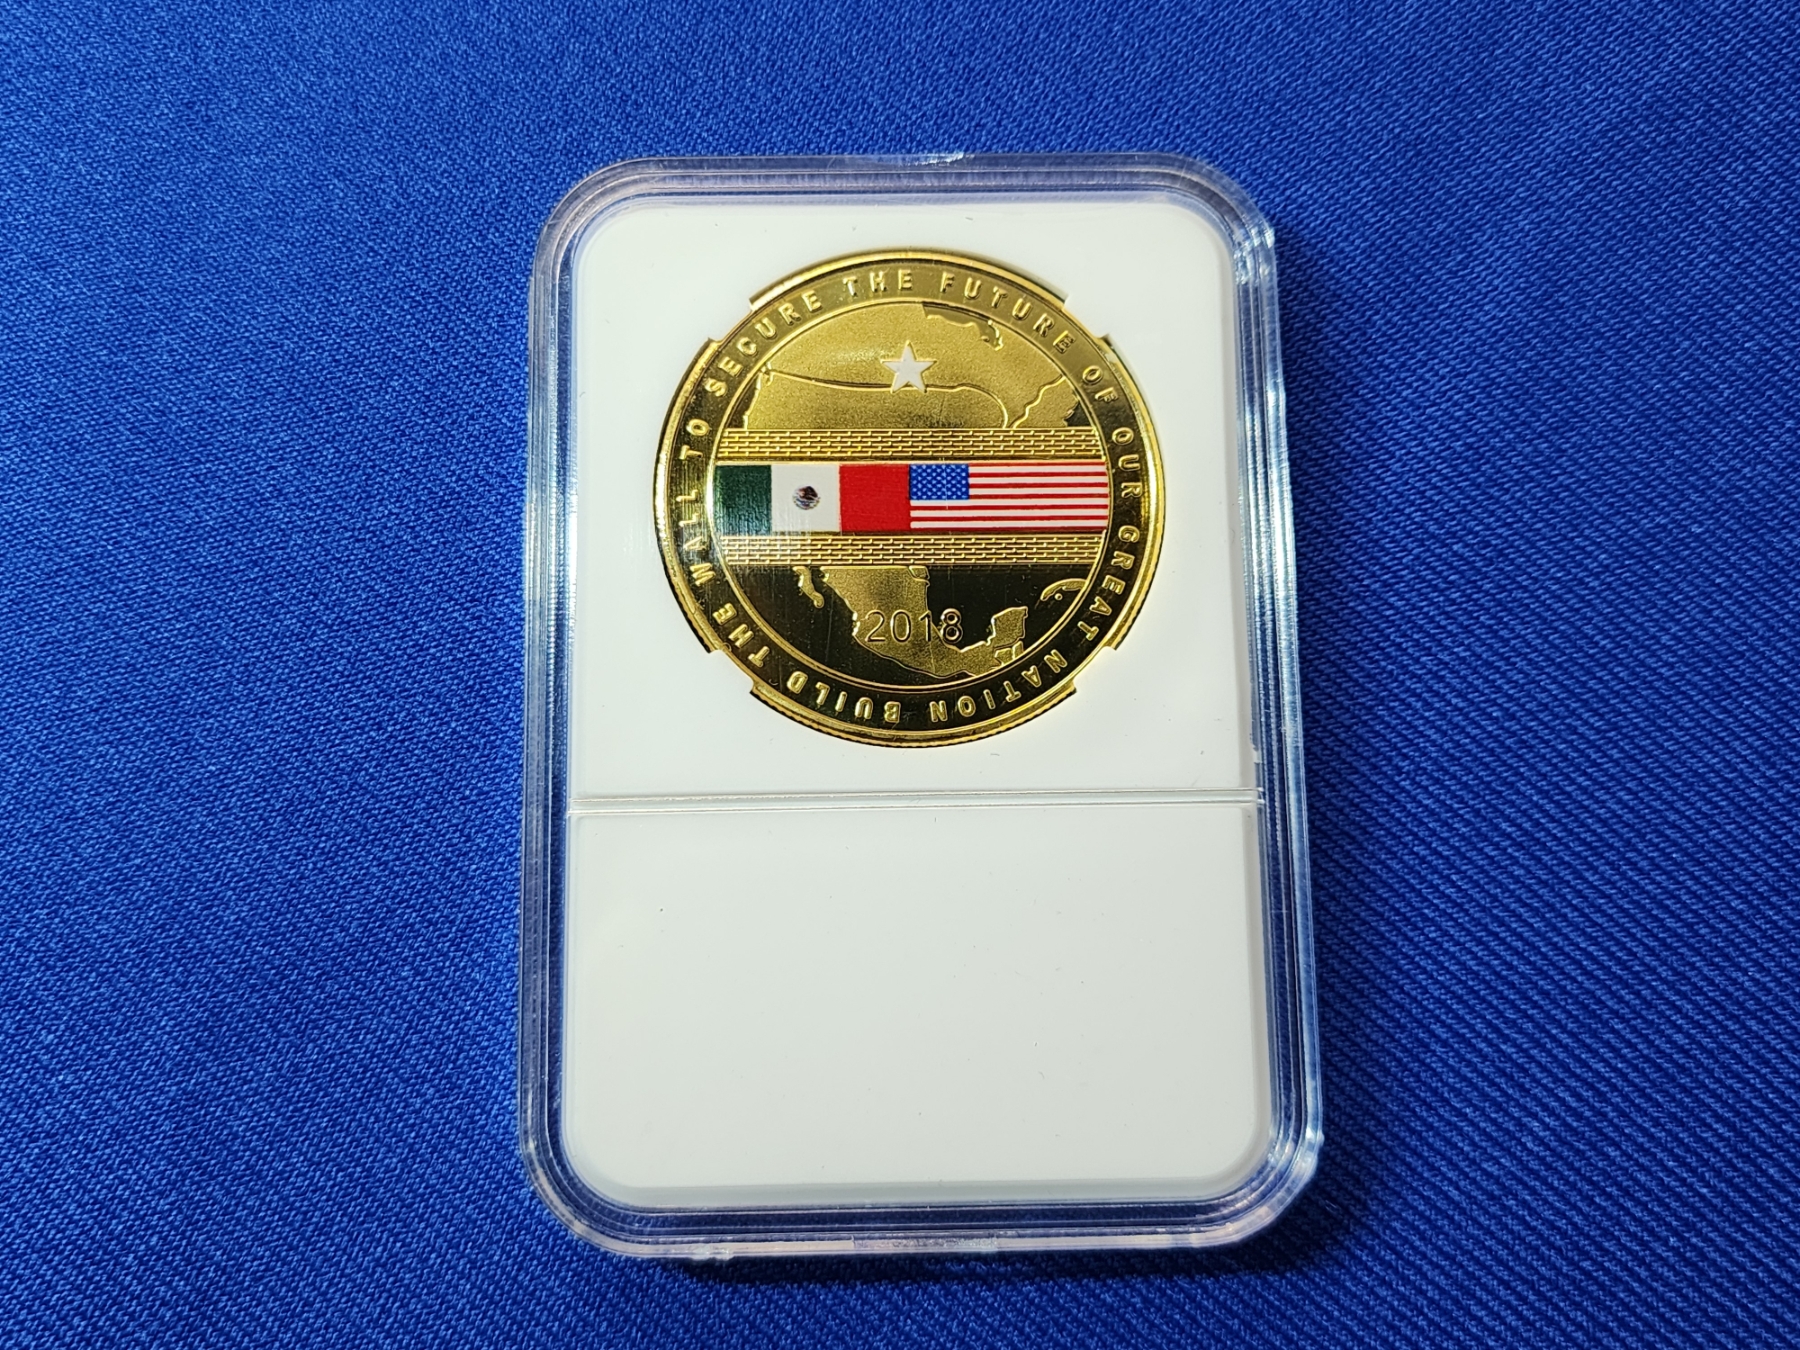 BUILD THE WALL TO SECURE THE FUTURE OF OUR GREAT NATION
2018